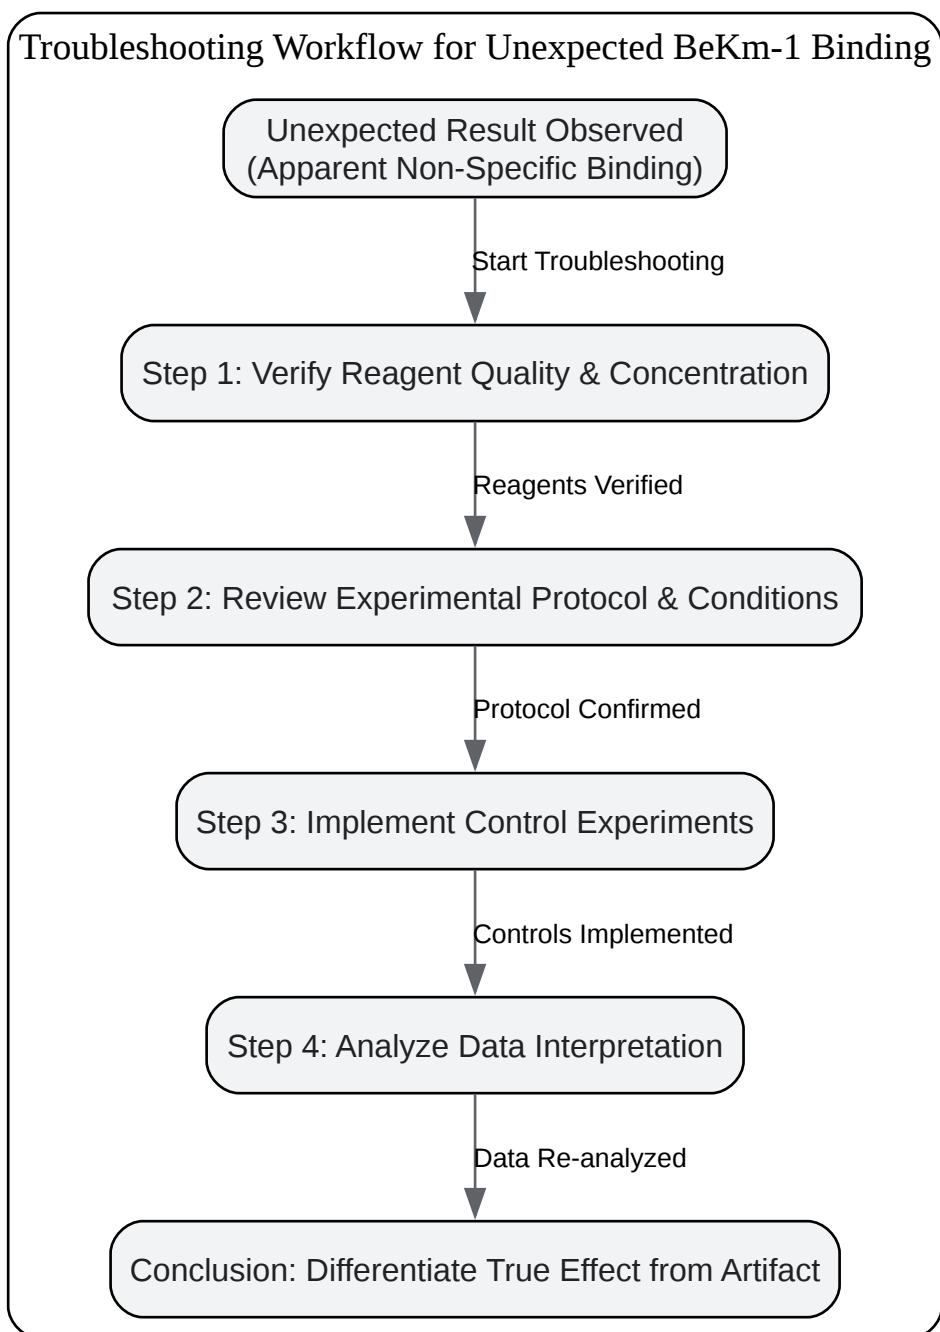 Troubleshooting Workflow for Unexpected BeKm-1 Binding
Unexpected Result Observed
(Apparent Non-Specific Binding)
Start Troubleshooting
Step 1: Verify Reagent Quality & Concentration
Reagents Verified
Step 2: Review Experimental Protocol & Conditions
Protocol Confirmed
Step 3: Implement Control Experiments
Controls Implemented
Step 4: Analyze Data Interpretation
Data Re-analyzed
Conclusion: Differentiate True Effect from Artifact